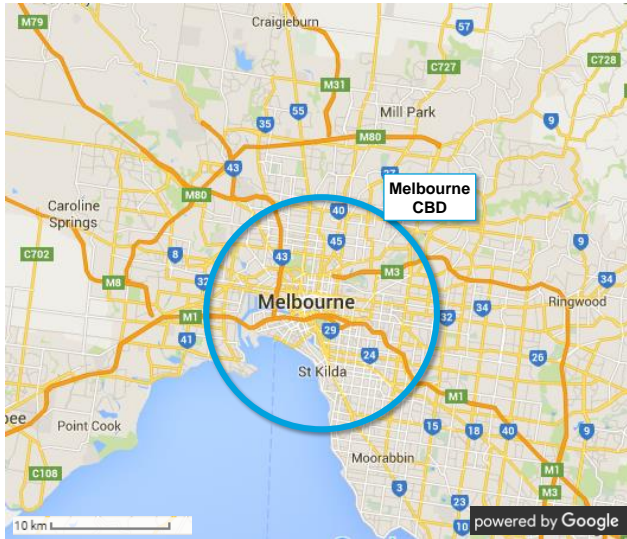 M79
Craigieburn
57
C727
C728
M31
55
35
Mill Park
9
M80
43
M80
40
Melbourne
CBD
Caroline
Springs
45
9
C702
8
43
M3
M8
32
34
Melbourne
Ringwood
M1
32
34
29
41
24
26
St Kilda
M1
Point Cook
15
18
40
9
Moorabbin
M1
C108
3
M3
23
10 km
10
powered by Google